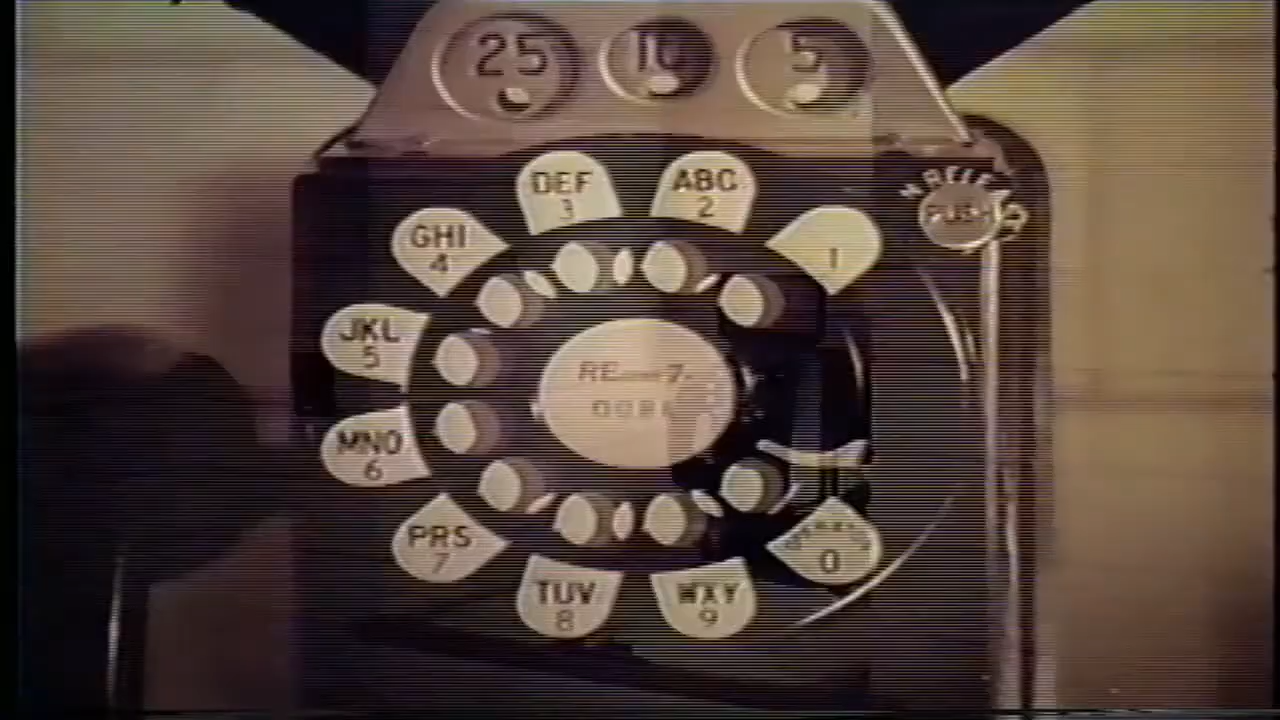 25 10 5
DEF
3
ABC
2
GHI
4
1
PUSH
JKL
5
MNO
6
PRS
7
0
TUV
8
WXY
9